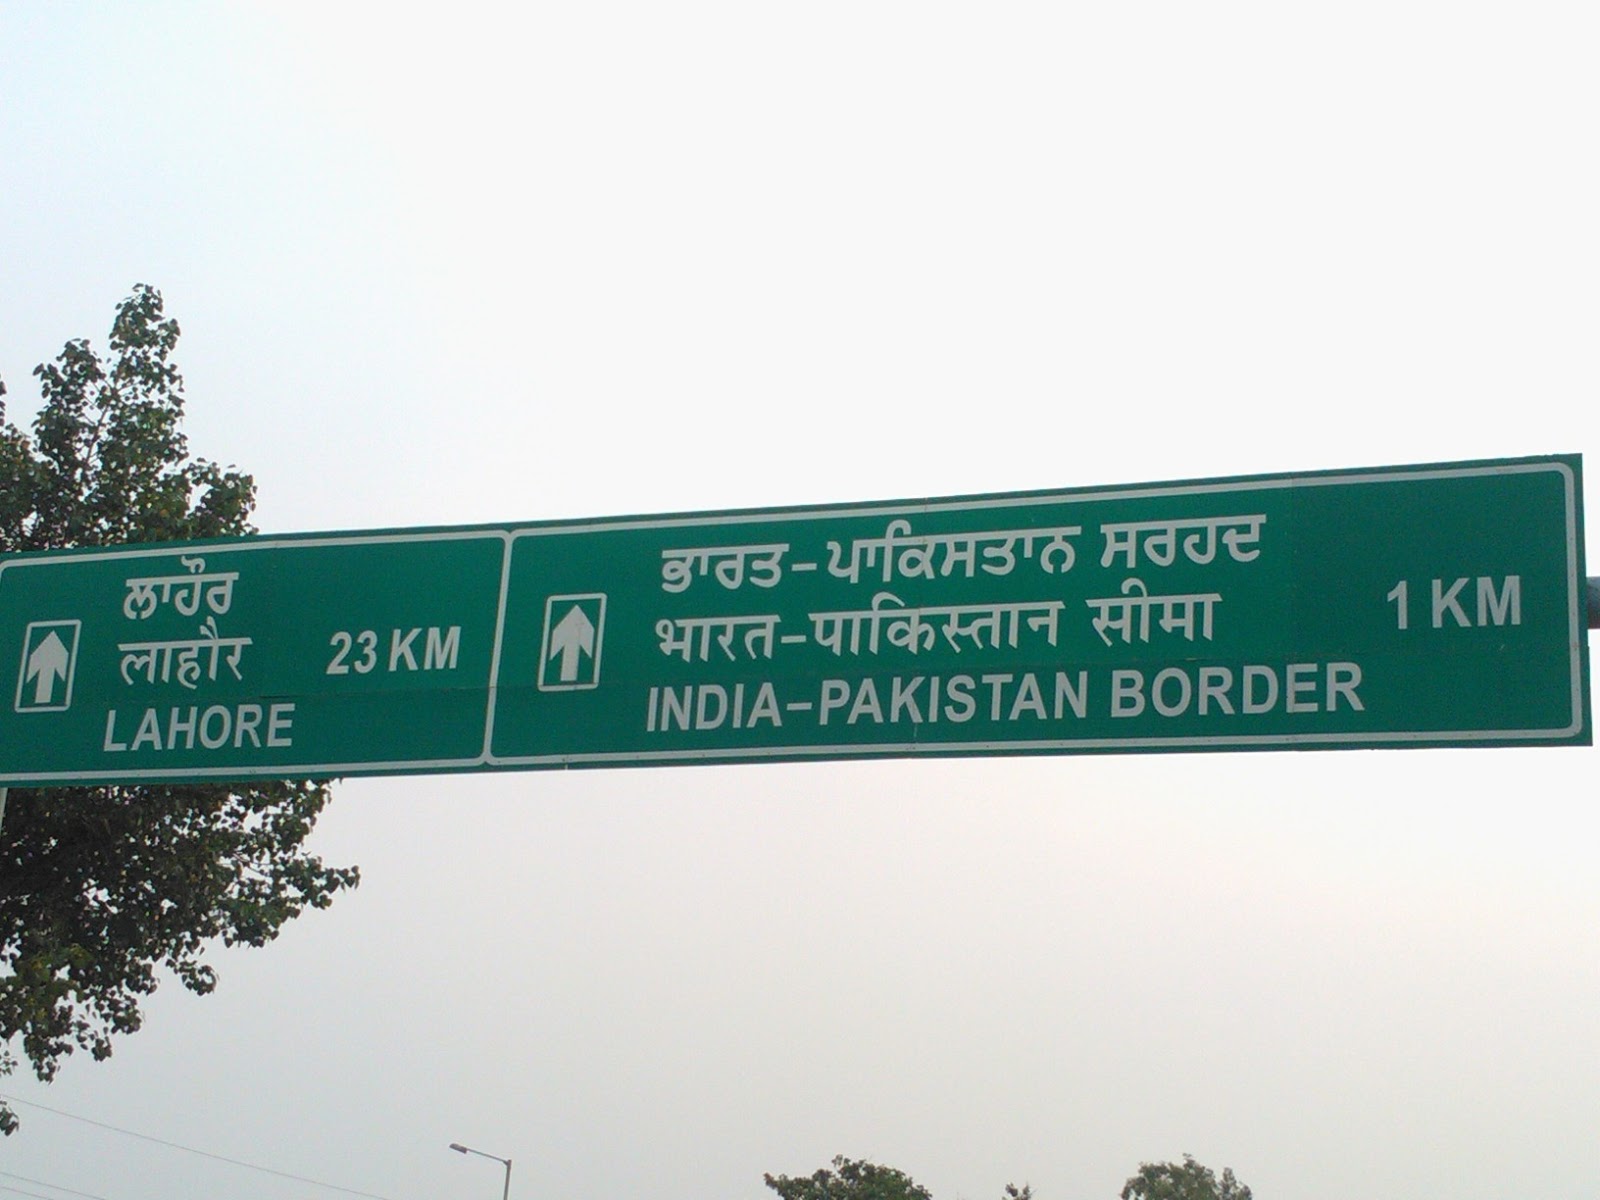 ਲਾਹੌਰ
लाहौर
LAHORE
23 KM
ਭਾਰਤ-ਪਾਕਿਸਤਾਨ ਸਰਹਦ
भारत-पाकिस्तान सीमा
INDIA-PAKISTAN BORDER
1 KM